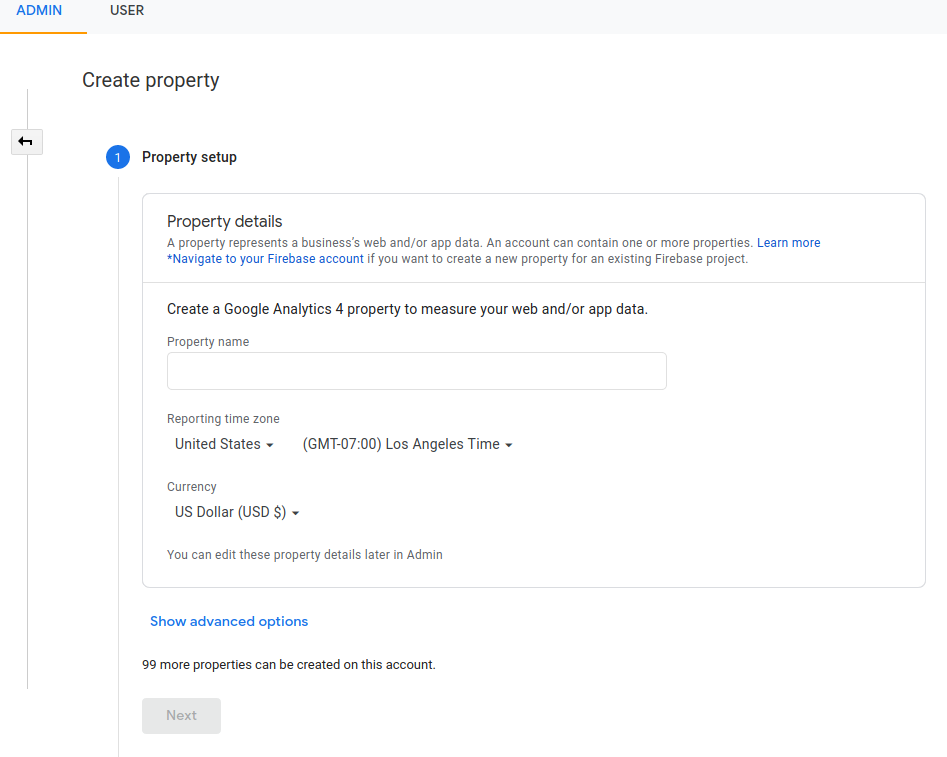 ADMIN USER
Create property
1 Property setup
Property details
A property represents a business's web and/or app data. An account can contain one or more properties. Learn more
*Navigate to your Firebase account if you want to create a new property for an existing Firebase project.
Create a Google Analytics 4 property to measure your web and/or app data.
Property name
Reporting time zone
United States (GMT-07:00) Los Angeles Time
Currency
US Dollar (USD $)
You can edit these property details later in Admin
Show advanced options
99 more properties can be created on this account.
Next